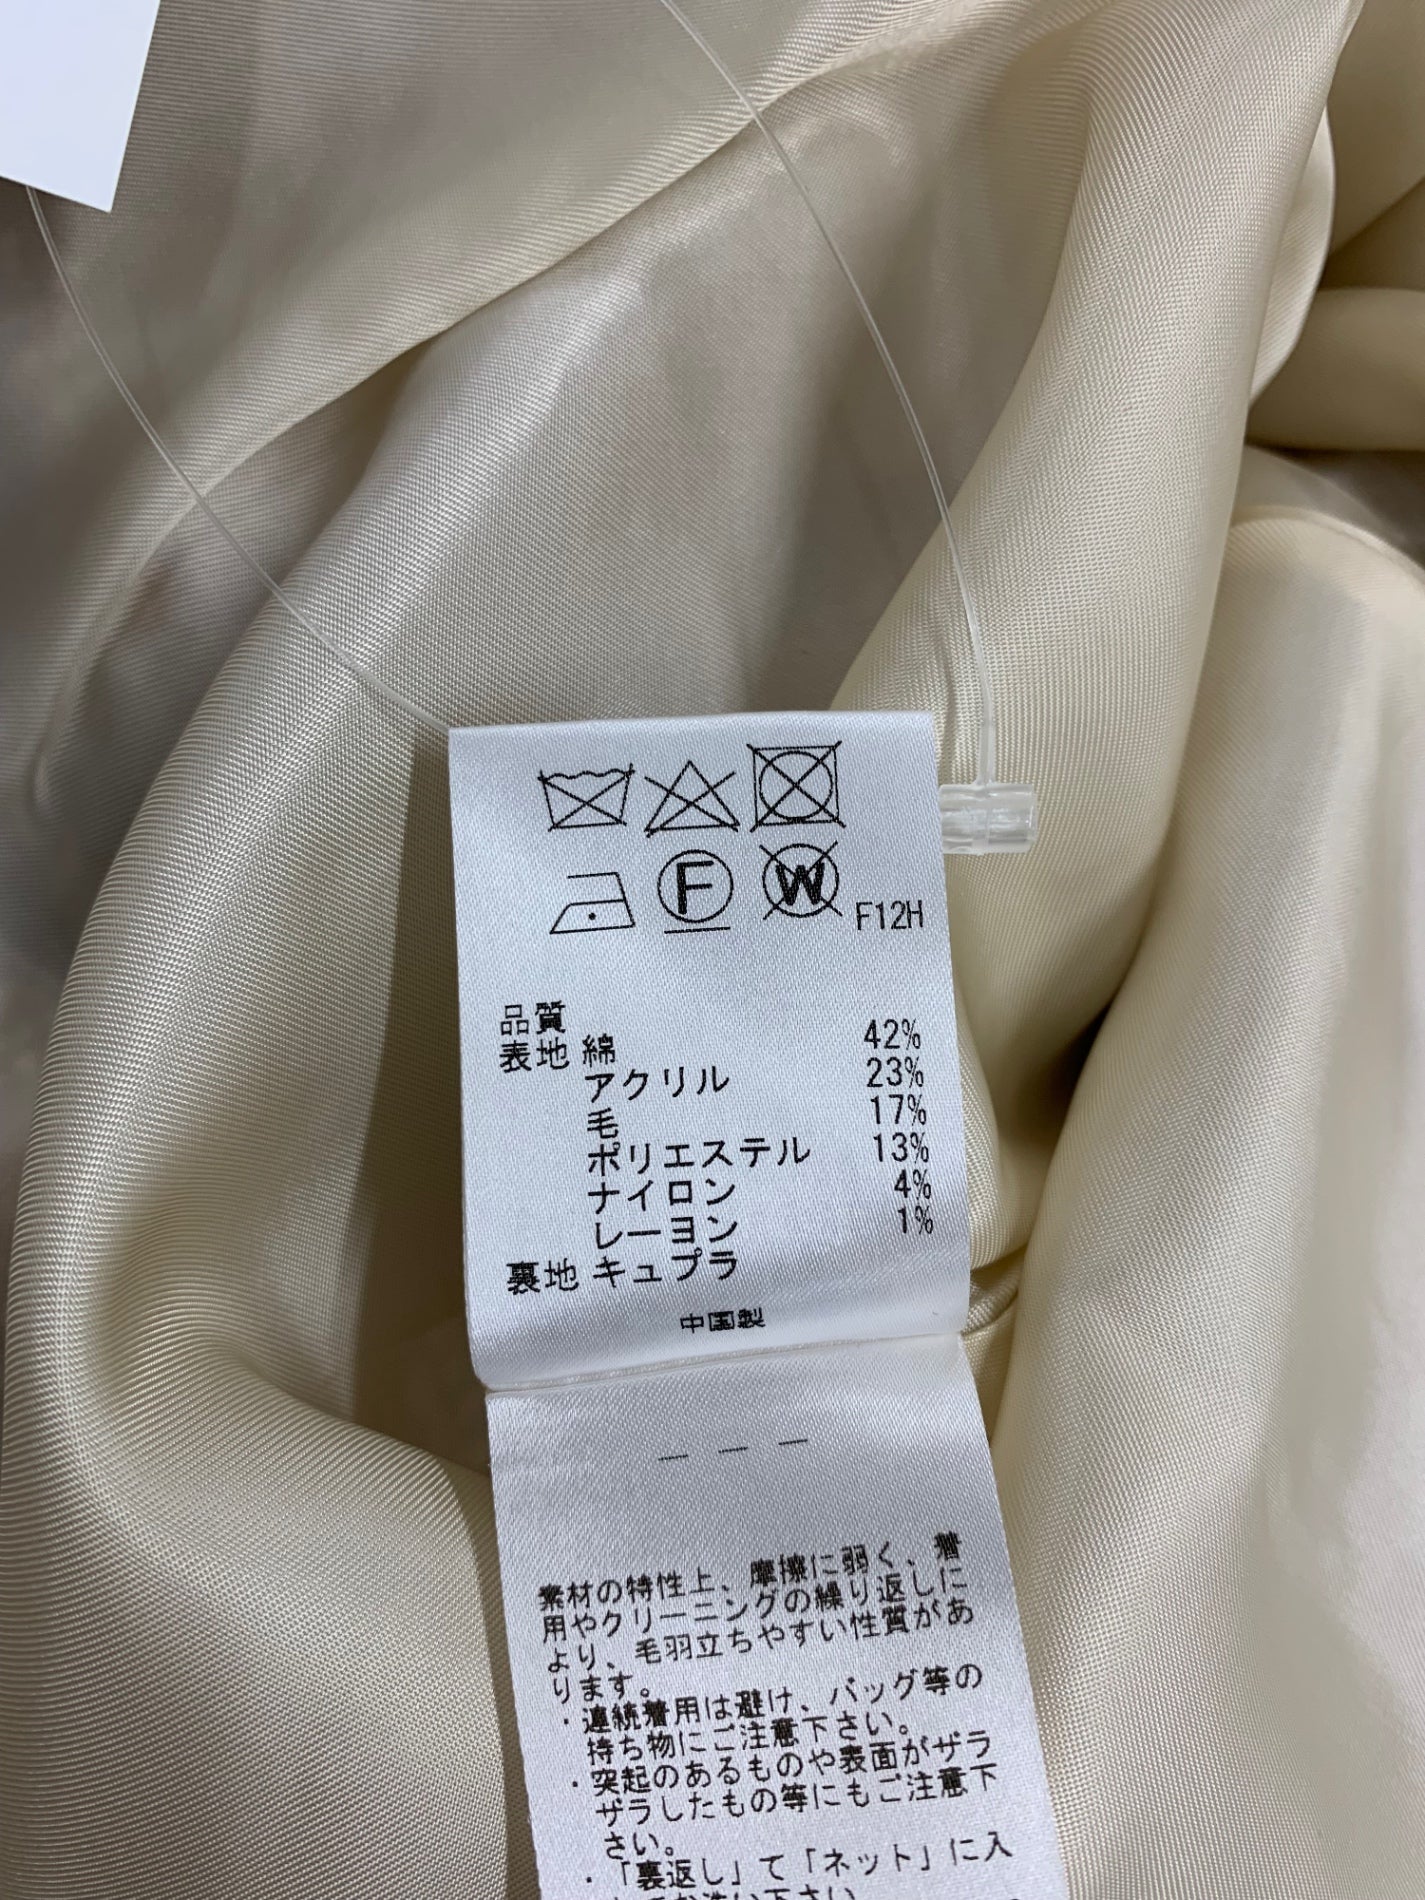 F
W
F12H
品質
表地 綿 42%
アクリル 23%
毛 17%
ポリエステル 13%
ナイロン 4%
レーヨン 1%
裏地 キュプラ
中国製
— — —
素材の特性上、摩擦に弱く、着
用やクリーニングの繰り返しに
より、毛羽立ちやすい性質があ
ります。
・連続着用は避け、バッグ等の
持ち物にご注意下さい。
・突起のあるものや表面がザラ
ザラしたもの等にもご注意下
さい。
・「裏返し」て「ネット」に入